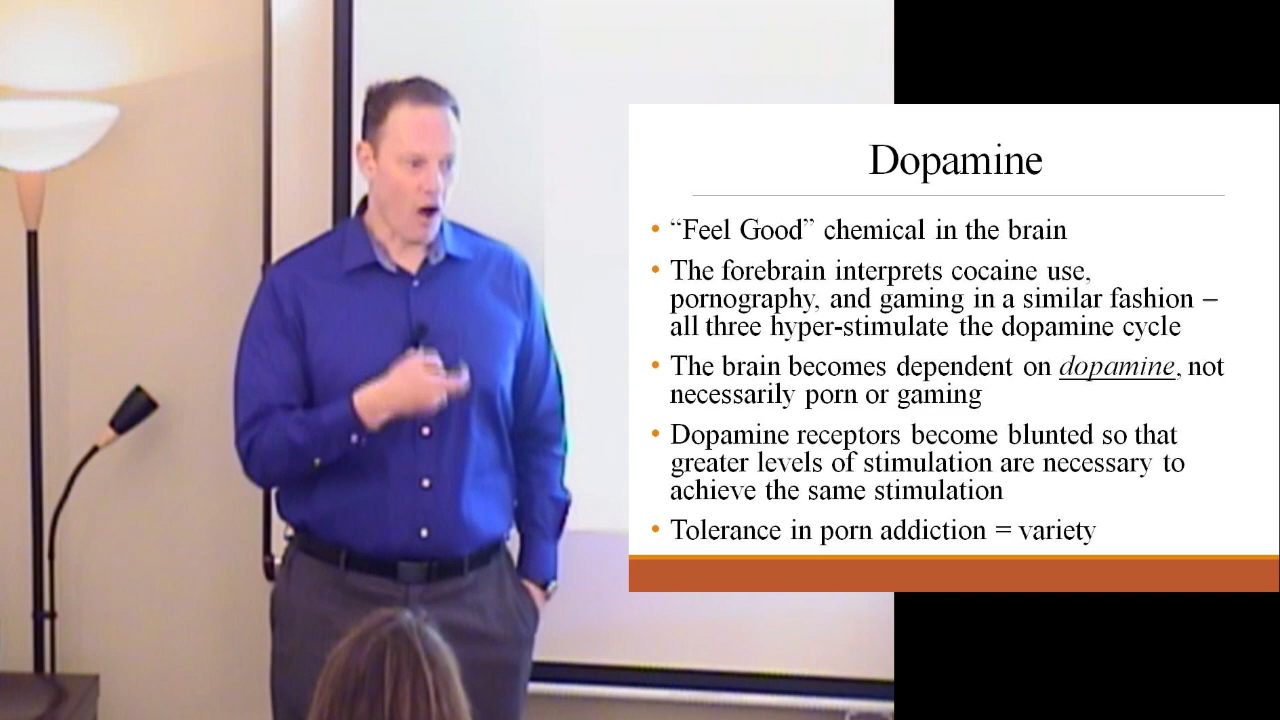 Dopamine
• “Feel Good” chemical in the brain
• The forebrain interprets cocaine use,
pornography, and gaming in a similar fashion –
all three hyper-stimulate the dopamine cycle
• The brain becomes dependent on dopamine, not
necessarily porn or gaming
• Dopamine receptors become blunted so that
greater levels of stimulation are necessary to
achieve the same stimulation
• Tolerance in porn addiction = variety